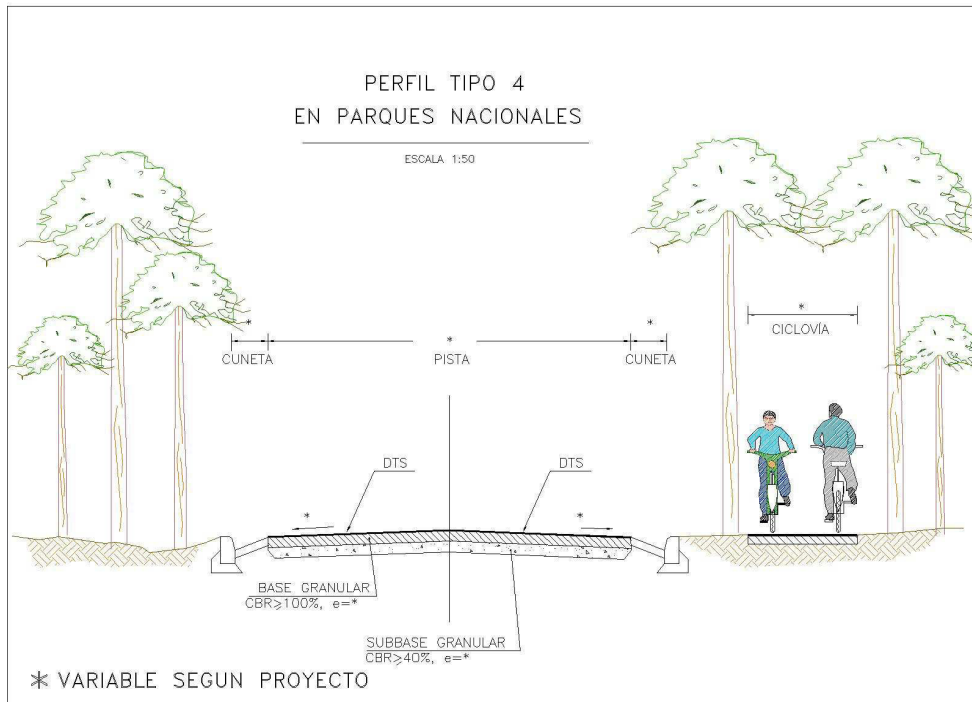 PERFIL TIPO 4
EN PARQUES NACIONALES
ESCALA 1:50
*
CICLOVÍA
* * *
CUNETA PISTA CUNETA
DTS DTS
* *
BASE GRANULAR
CBR≥100%, e=*
SUBBASE GRANULAR
CBR≥40%, e=*
* VARIABLE SEGUN PROYECTO